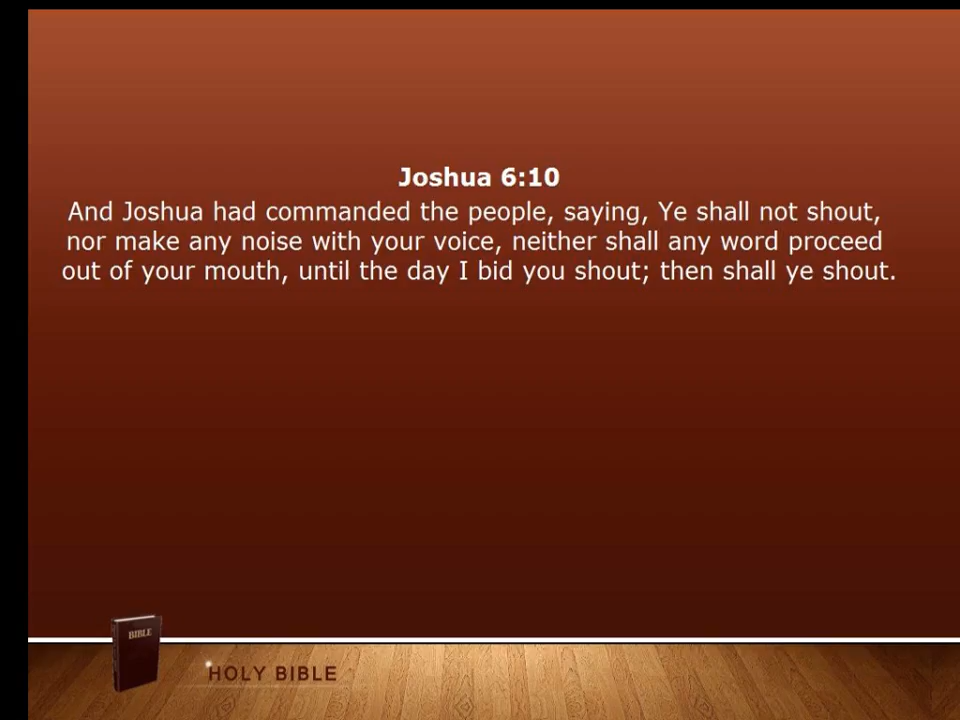 Joshua 6:10
And Joshua had commanded the people, saying, Ye shall not shout,
nor make any noise with your voice, neither shall any word proceed
out of your mouth, until the day I bid you shout; then shall ye shout.
BIBLE
HOLY BIBLE